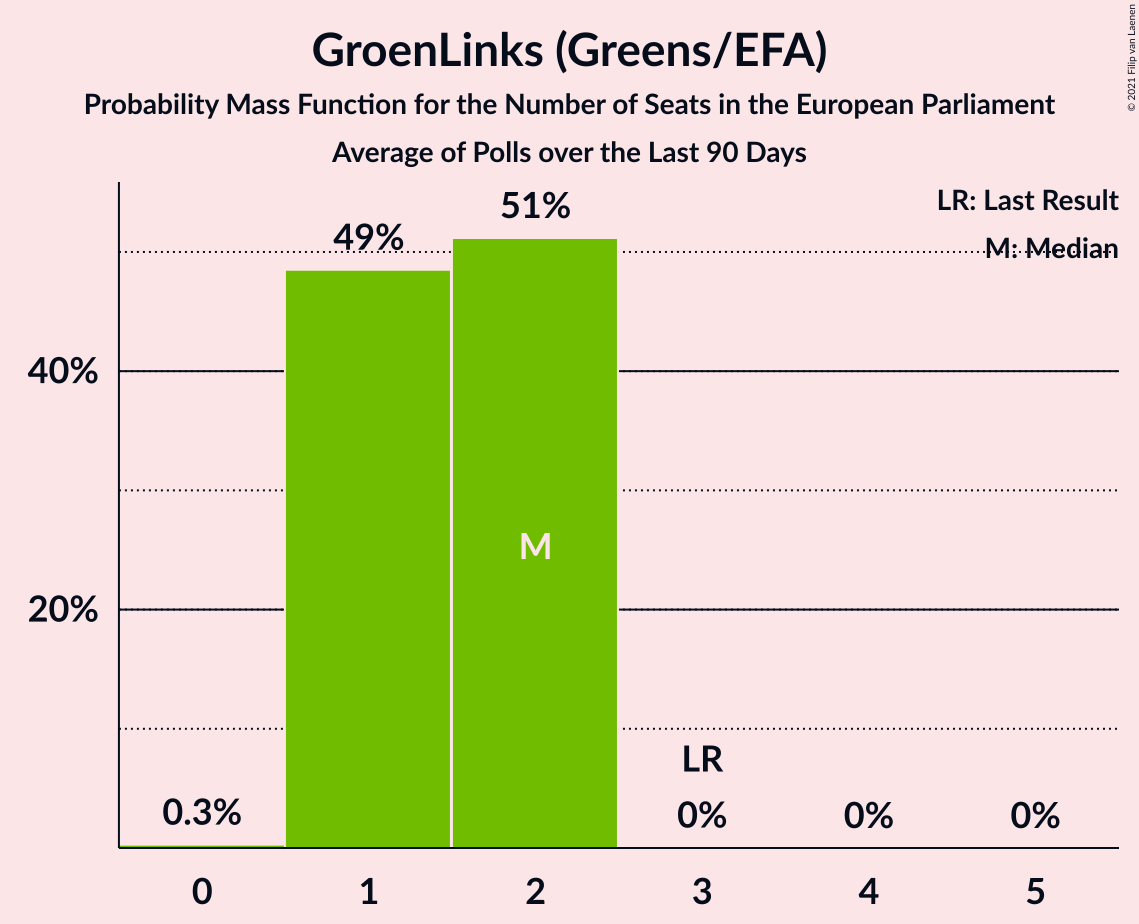 GroenLinks (Greens/EFA)
Probability Mass Function for the Number of Seats in the European Parliament
Average of Polls over the Last 90 Days
© 2021 Filip van Laenen
LR: Last Result
M: Median
51%
49%
40%
M
20%
LR
0.3%
0%
0%
0%
0 1 2 3 4 5